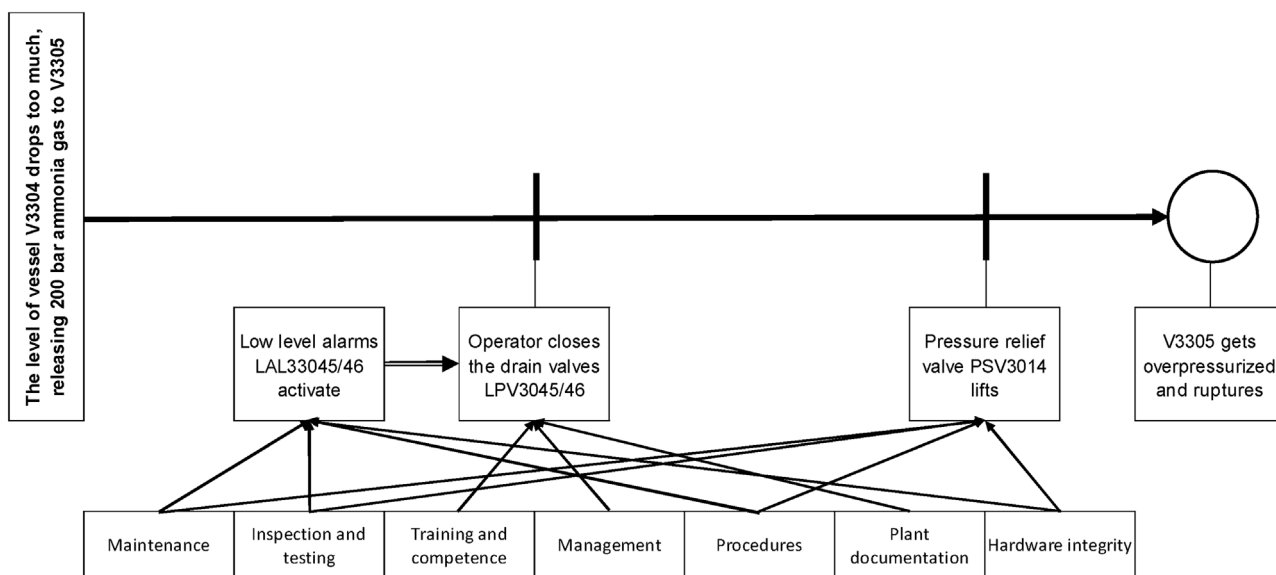 The level of vessel V3304 drops too much,
releasing 200 bar ammonia gas to V3305
Low level alarms
LAL33045/46
activate
Operator closes
the drain valves
LPV3045/46
Pressure relief
valve PSV3014
lifts
V3305 gets
overpressurized
and ruptures
Maintenance
Inspection and
testing
Training and
competence
Management
Procedures
Plant
documentation
Hardware integrity